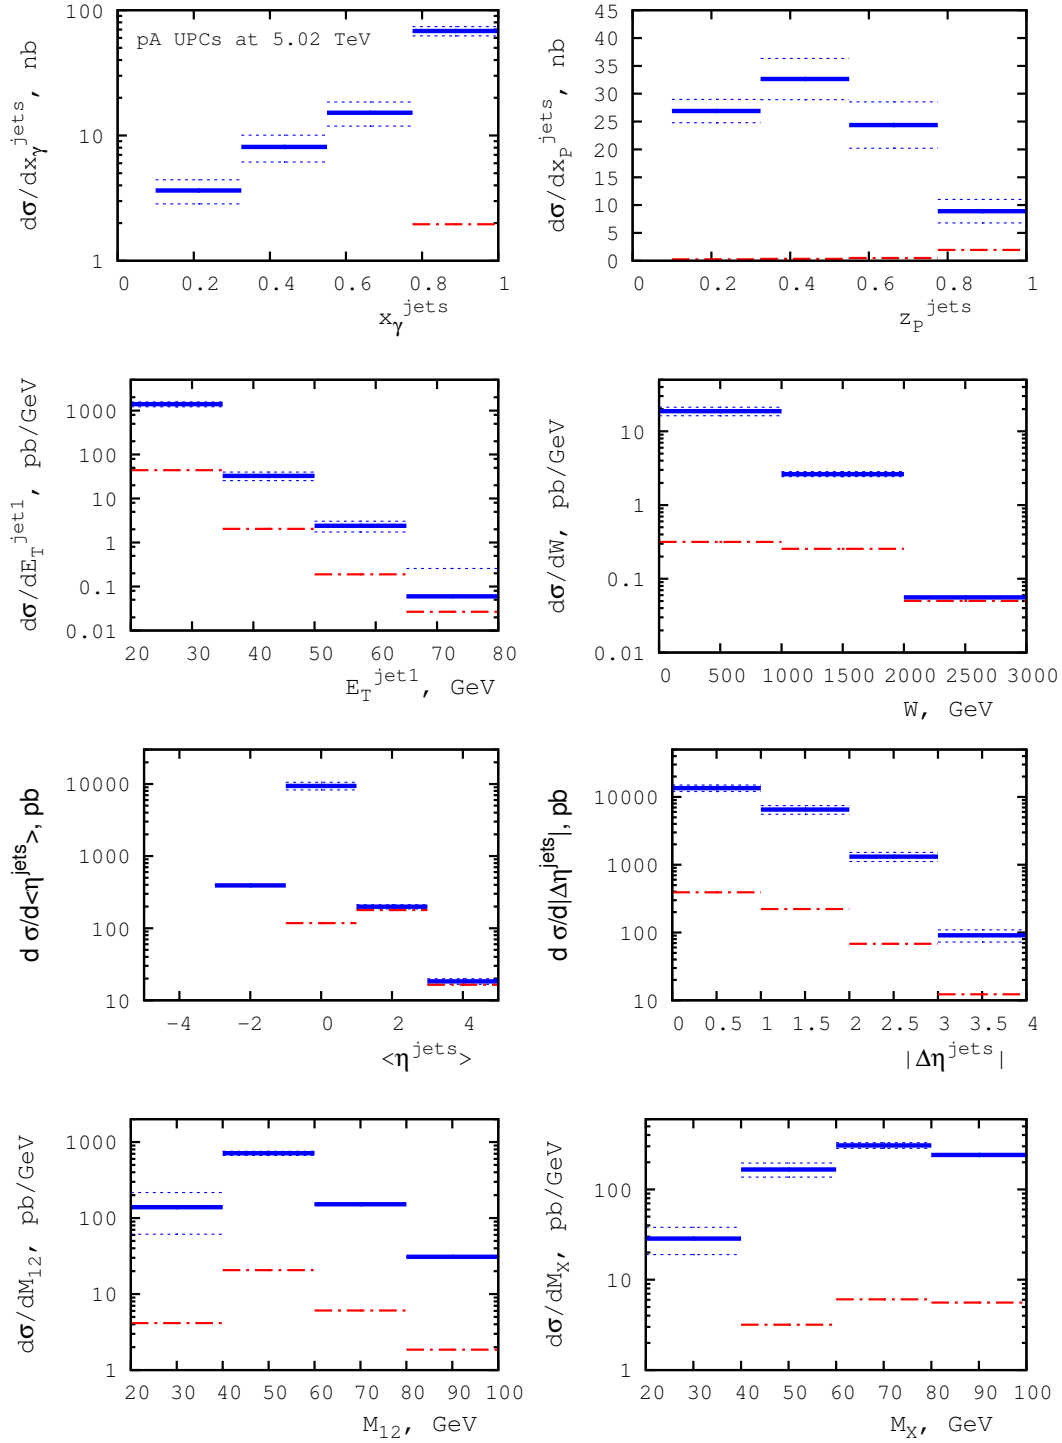 dσ/dx_γ^jets, nb
100
10
1
pA UPCs at 5.02 TeV
0 0.2 0.4 0.6 0.8 1
x_γ^jets
dσ/dx_P^jets, nb
45
40
35
30
25
20
15
10
5
0
0.2 0.4 0.6 0.8 1
z_P^jets
dσ/dE_T^jet1, pb/GeV
1000
100
10
1
0.1
0.01
20 30 40 50 60 70 80
E_T^jet1, GeV
dσ/dW, pb/GeV
10
1
0.1
0.01
500 1000 1500 2000 2500 3000
W, GeV
d σ/d<η^jets>, pb
10000
1000
100
10
−4 −2 0 2 4
<η^jets>
d σ/d|Δη^jets|, pb
10000
1000
100
10
0 0.5 1 1.5 2 2.5 3 3.5 4
|Δη^jets|
dσ/dM_12, pb/GeV
1000
100
10
1
20 30 40 50 60 70 80 90 100
M_12, GeV
dσ/dM_X, pb/GeV
100
10
1
20 30 40 50 60 70 80 90 100
M_X, GeV